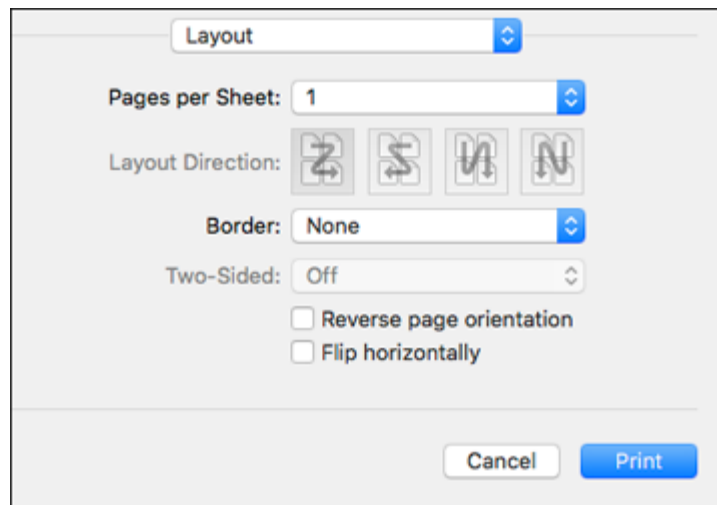 Layout
Pages per Sheet: 1
Layout Direction:
Border: None
Two-Sided: Off
Reverse page orientation
Flip horizontally
Cancel Print